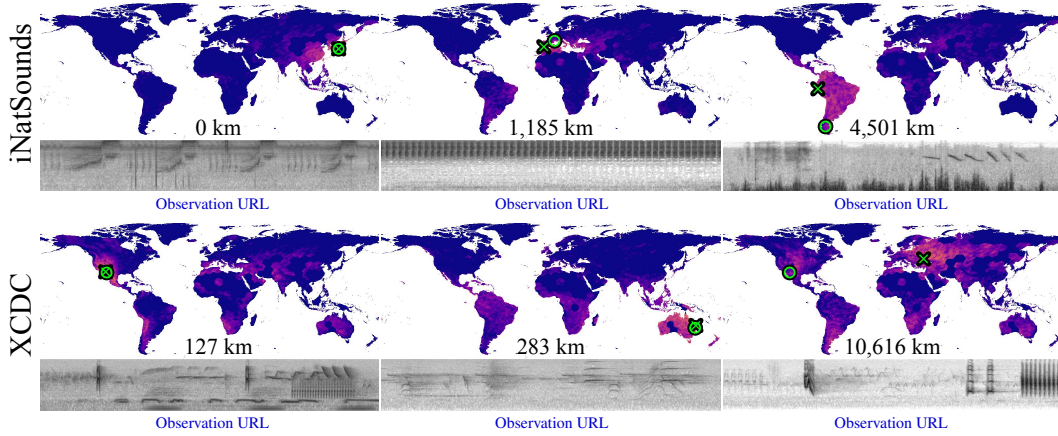 iNatSounds
0 km
1,185 km
4,501 km
Observation URL
Observation URL
Observation URL
XCDC
127 km
283 km
10,616 km
Observation URL
Observation URL
Observation URL